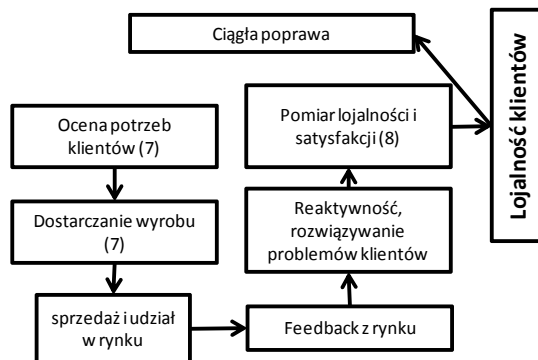 Ciągła poprawa
Ocena potrzeb
klientów (7)
Dostarczanie wyrobu
(7)
sprzedaż i udział
w rynku
Feedback z rynku
Reaktywność,
rozwiązywanie
problemów klientów
Pomiar lojalności i
satysfakcji (8)
Lojalność klientów